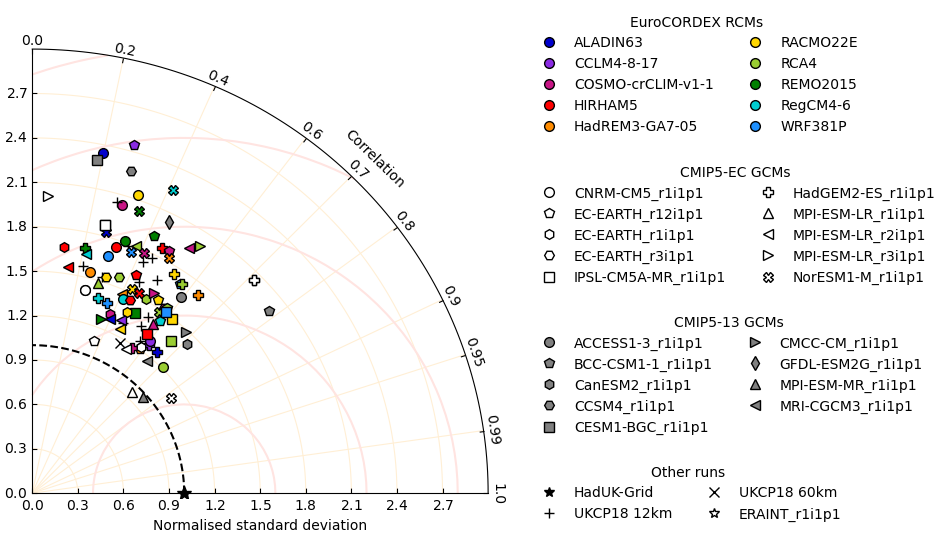 EuroCORDEX RCMs
ALADIN63 RACMO22E
CCLM4-8-17 RCA4
COSMO-crCLIM-v1-1 REMO2015
HIRHAM5 RegCM4-6
HadREM3-GA7-05 WRF381P
CMIP5-EC GCMs
CNRM-CM5_r1i1p1 HadGEM2-ES_r1i1p1
EC-EARTH_r12i1p1 MPI-ESM-LR_r1i1p1
EC-EARTH_r1i1p1 MPI-ESM-LR_r2i1p1
EC-EARTH_r3i1p1 MPI-ESM-LR_r3i1p1
IPSL-CM5A-MR_r1i1p1 NorESM1-M_r1i1p1
CMIP5-13 GCMs
ACCESS1-3_r1i1p1 CMCC-CM_r1i1p1
BCC-CSM1-1_r1i1p1 GFDL-ESM2G_r1i1p1
CanESM2_r1i1p1 MPI-ESM-MR_r1i1p1
CCSM4_r1i1p1 MRI-CGCM3_r1i1p1
CESM1-BGC_r1i1p1
Other runs
HadUK-Grid UKCP18 60km
UKCP18 12km ERAINT_r1i1p1
0.0
0.2
0.4
0.6
0.7
0.8
0.9
0.95
0.99
1.0
Correlation
2.7
2.4
2.1
1.8
1.5
1.2
0.9
0.6
0.3
0.0
0.0 0.3 0.6 0.9 1.2 1.5 1.8 2.1 2.4 2.7
Normalised standard deviation